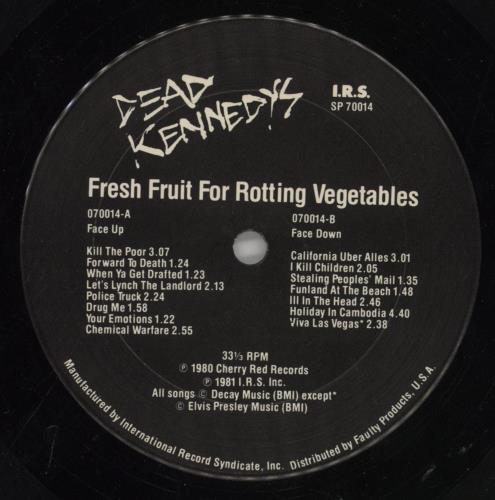 DEAD
KENNEDYS
I.R.S.
SP 70014
Fresh Fruit For Rotting Vegetables
070014-A
Face Up
Kill The Poor 3.07
Forward To Death 1.24
When Ya Get Drafted 1.23
Let's Lynch The Landlord 2.13
Police Truck 2.24
Drug Me 1.58
Your Emotions 1.22
Chemical Warfare 2.55
070014-B
Face Down
California Uber Alles 3.01
I Kill Children 2.05
Stealing Peoples' Mail 1.35
Funland At The Beach 1.48
Ill In The Head 2.46
Holiday In Cambodia 4.40
Viva Las Vegas* 2.38
33⅓ RPM
℗ 1980 Cherry Red Records
℗ 1981 I.R.S. Inc.
All songs © Decay Music (BMI) except*
© Elvis Presley Music (BMI)
Manufactured by International Record Syndicate, Inc. Distributed by Faulty Products, U.S.A.